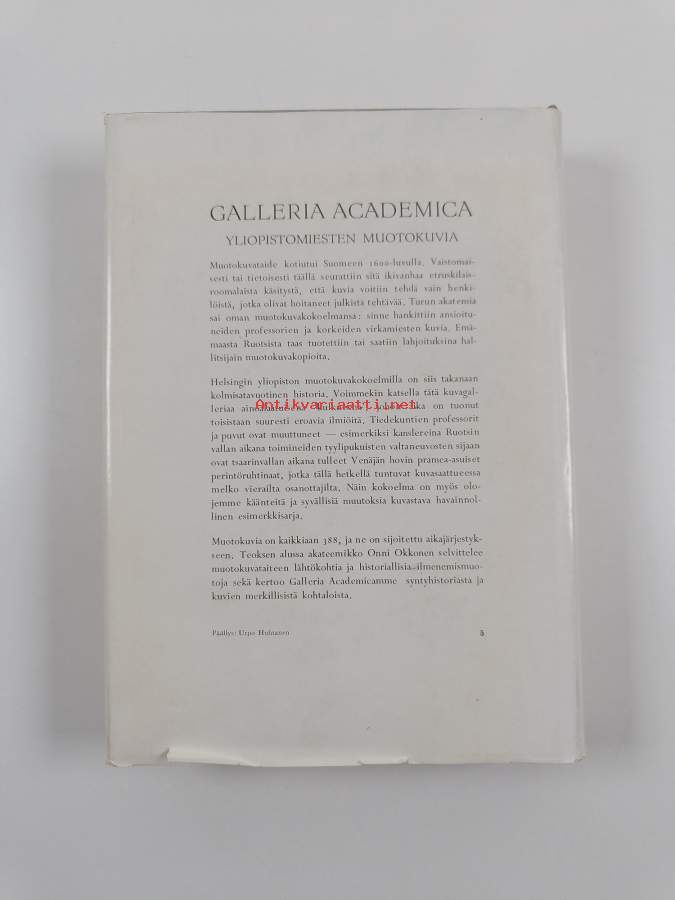 GALLERIA ACADEMICA
YLIOPISTOMIESTEN MUOTOKUVIA
Muotokuvataide kotiutui Suomeen 1600-luvulla. Vaistomai-
sesti tai tietoisesti täällä seurattiin sitä ikivanhaa etruskilais-
roomalaista käsitystä, että kuvia voitiin tehdä vain henki-
löistä, jotka olivat hoitaneet julkista tehtävää. Turun akatemia
sai oman muotokuvakokoelmansa: sinne hankittiin ansioitu-
neiden professorien ja korkeiden virkamiesten kuvia. Emä-
maasta Ruotsista taas tuotettiin tai saatiin lahjoituksina hal-
litsijain muotokuvakopioita.
Helsingin yliopiston muotokuvakokoelmilla on siis takanaan
kolmisatavuotinen historia. Voimmekin katsella tätä kuvagal-
leriaa
Antikvariaatti.net
on tuonut
toisistaan suuresti eroavia ilmiöitä. Tiedekuntien professorit
ja puvut ovat muuttuneet — esimerkiksi kanslereina Ruotsin
vallan aikana toimineiden tyylipukuisten valtaneuvosten sijaan
ovat tsaarinvallan aikana tulleet Venäjän hovin pramea-asuiset
perintöruhtinaat, jotka tällä hetkellä tuntuvat kuvasaattueessa
melko vierailta osanottajilta. Näin kokoelma on myös olo-
jemme käänteitä ja syvällisiä muutoksia kuvastava havainnol-
linen esimerkkisarja.
Muotokuvia on kaikkiaan 388, ja ne on sijoitettu aikajärjestyk-
seen. Teoksen alussa akateemikko Onni Okkonen selvittelee
muotokuvataiteen lähtökohtia ja historiallisia ilmenemismuo-
toja sekä kertoo Galleria Academicamme syntyhistoriasta ja
kuvien merkillisistä kohtaloista.
Päällys: Urpo Huhtanen
5